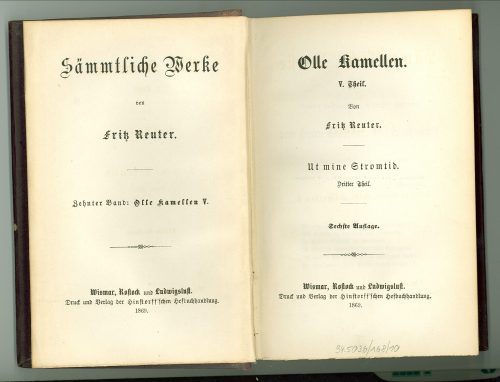 Sämmtliche Werke
von
Fritz Reuter.
Zehnter Band: Olle Kamellen V.
Wismar, Rostock und Ludwigslust.
Druck und Verlag der Hinstorff'schen Hofbuchhandlung.
1869.
Olle Kamellen.
V. Theil.
Von
Fritz Reuter.
Ut mine Stromtid.
Dritter Theil.
Sechste Auflage.
Wismar, Rostock und Ludwigslust.
Druck und Verlag der Hinstorff'schen Hofbuchhandlung.
1869.